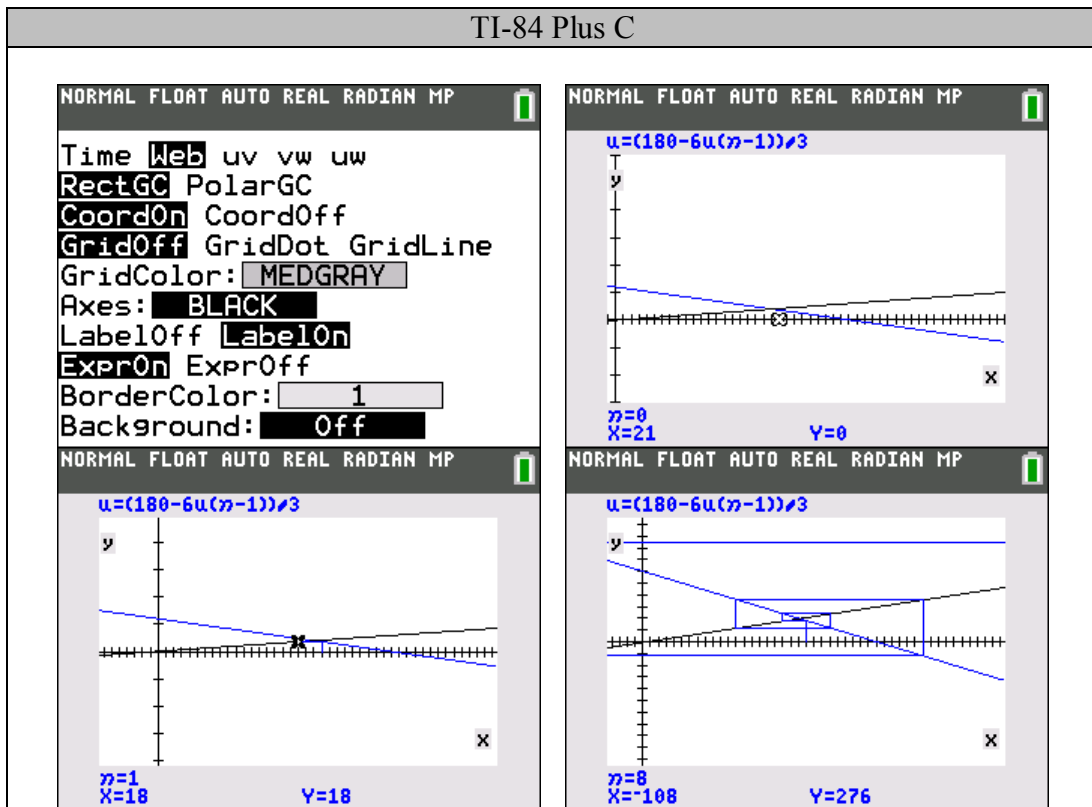 TI-84 Plus C
NORMAL FLOAT AUTO REAL RADIAN MP
Time Web uv vw uw
RectGC PolarGC
CoordOn CoordOff
GridOff GridDot GridLine
GridColor: MEDGRAY
Axes: BLACK
LabelOff LabelOn
ExprOn ExprOff
BorderColor: 1
Background: Off
NORMAL FLOAT AUTO REAL RADIAN MP
u=(180-6u(n-1))/3
y
x
n=0
X=21 Y=0
NORMAL FLOAT AUTO REAL RADIAN MP
u=(180-6u(n-1))/3
y
x
n=1
X=18 Y=18
NORMAL FLOAT AUTO REAL RADIAN MP
u=(180-6u(n-1))/3
y
x
n=8
X=⁻108 Y=276